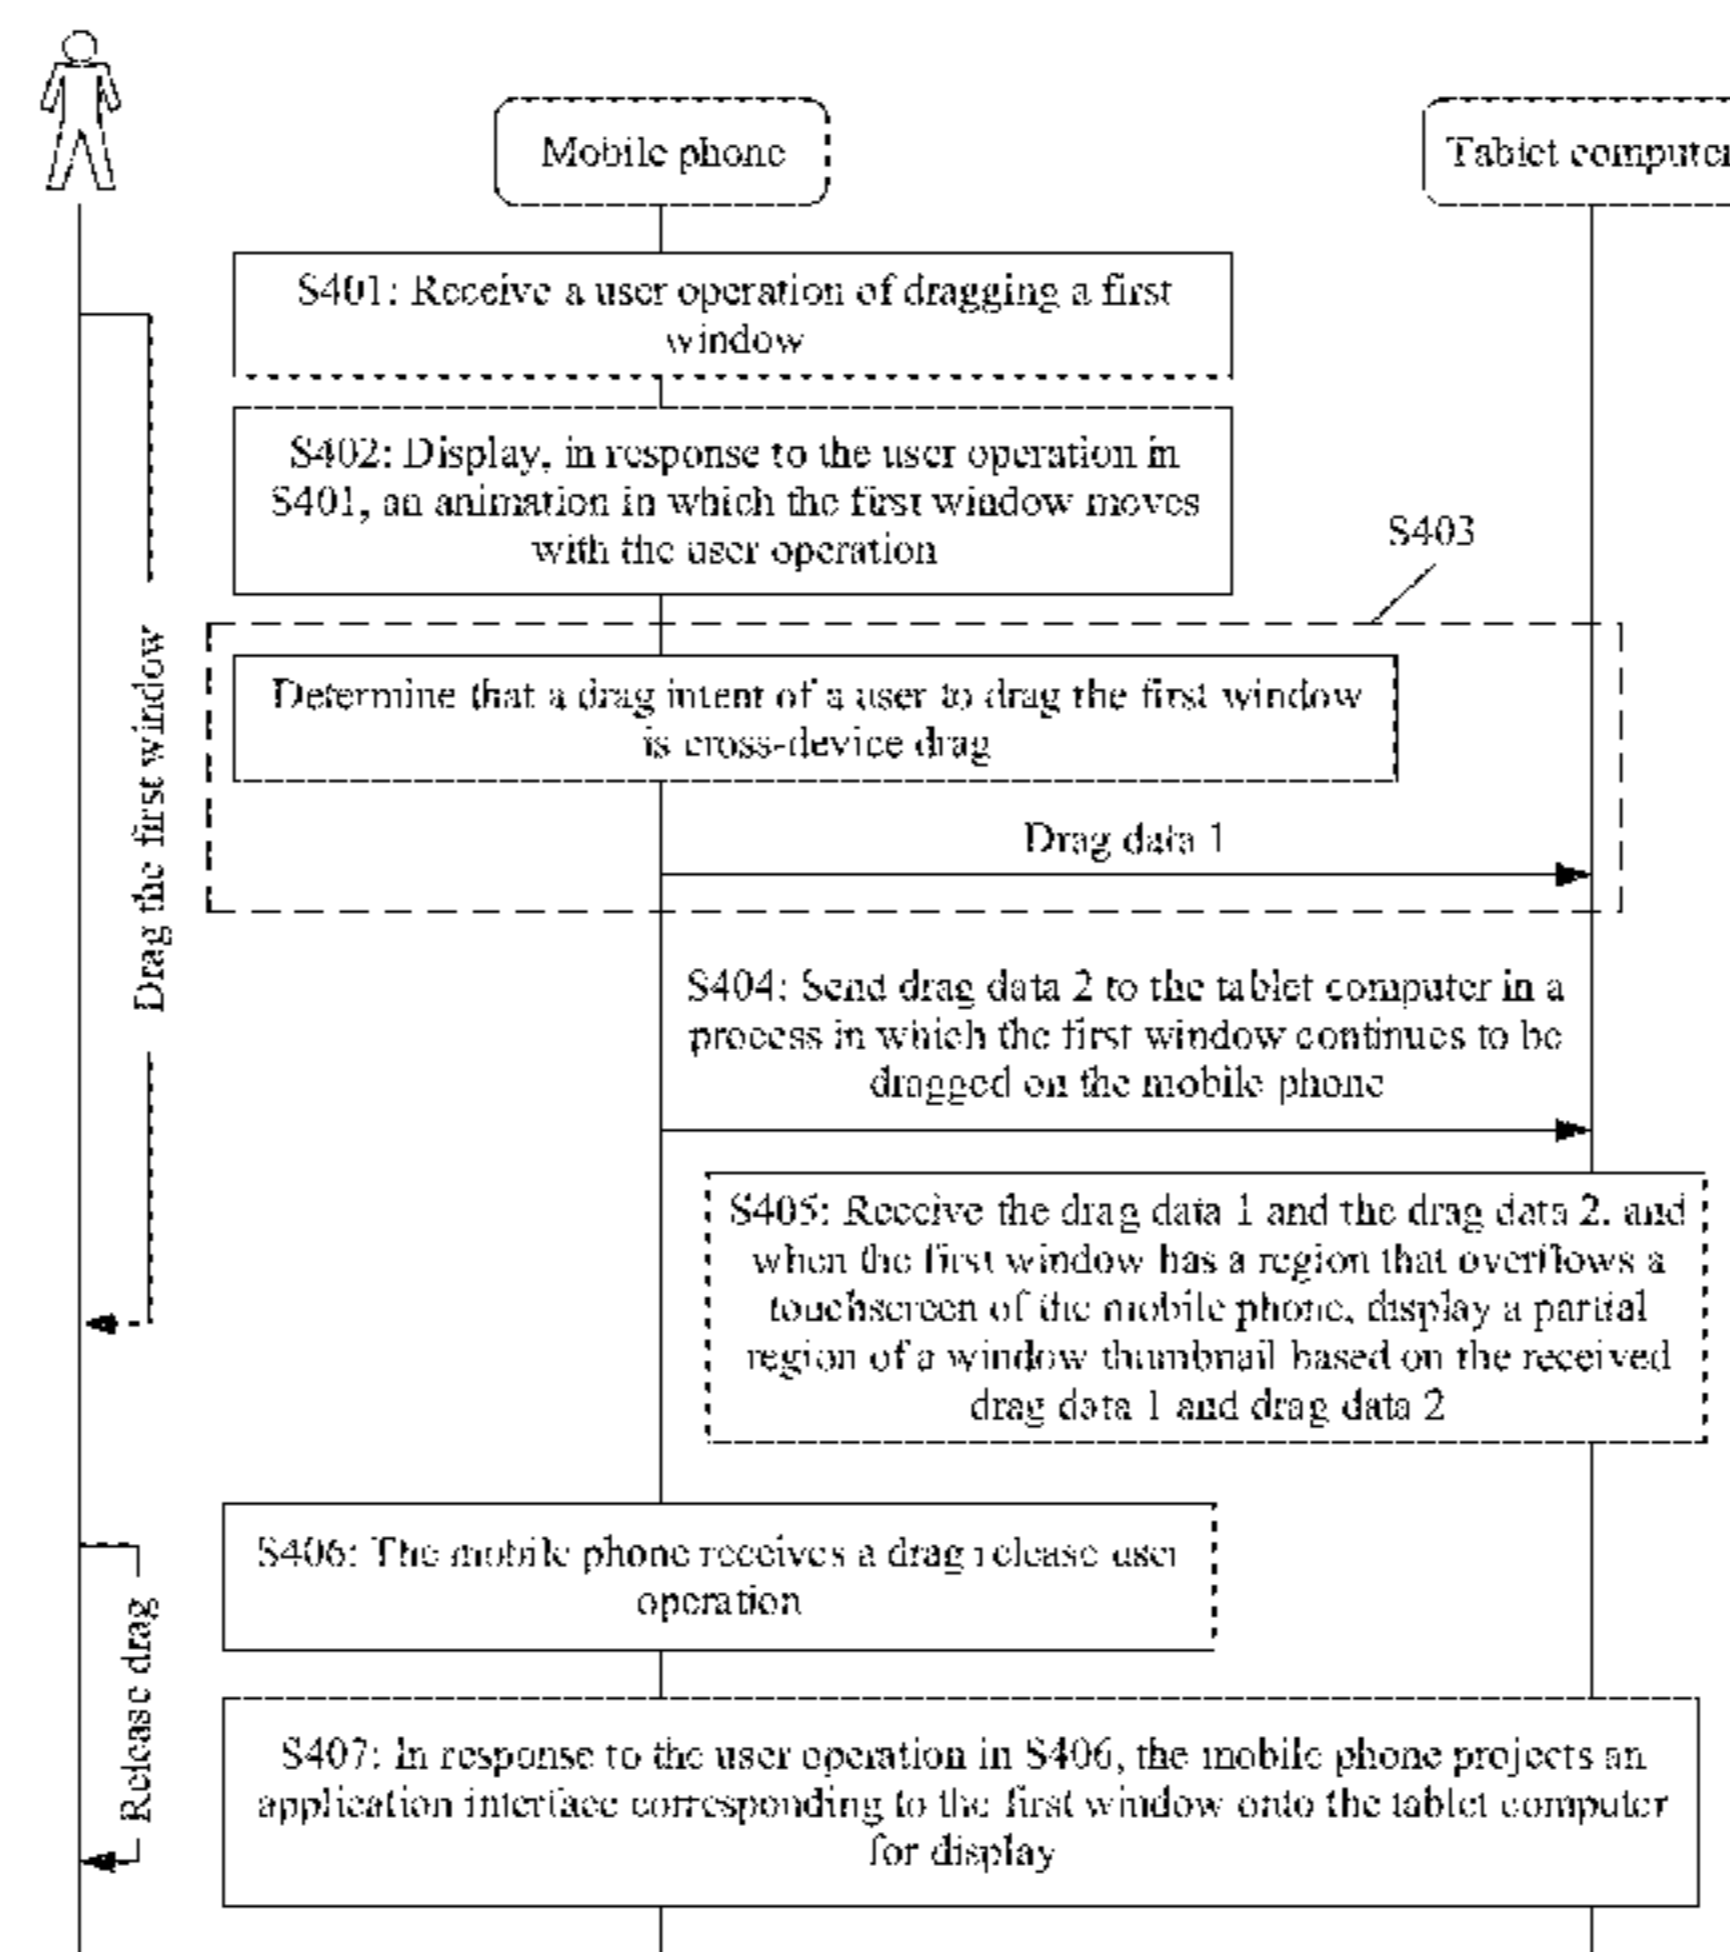 Mobile phone
Tablet computer
S401: Receive a user operation of dragging a first
window
S402: Display, in response to the user operation in
S401, an animation in which the first window moves
with the user operation
S403
Determine that a drag intent of a user to drag the first window
is cross-device drag
Drag data 1
Drag the first window
S404: Send drag data 2 to the tablet computer in a
process in which the first window continues to be
dragged on the mobile phone
S405: Receive the drag data 1 and the drag data 2, and
when the first window has a region that overflows a
touchscreen of the mobile phone, display a partial
region of a window thumbnail based on the received
drag data 1 and drag data 2
S406: The mobile phone receives a drag release user
operation
Release drag
S407: In response to the user operation in S406, the mobile phone projects an
application interface corresponding to the first window onto the tablet computer
for display